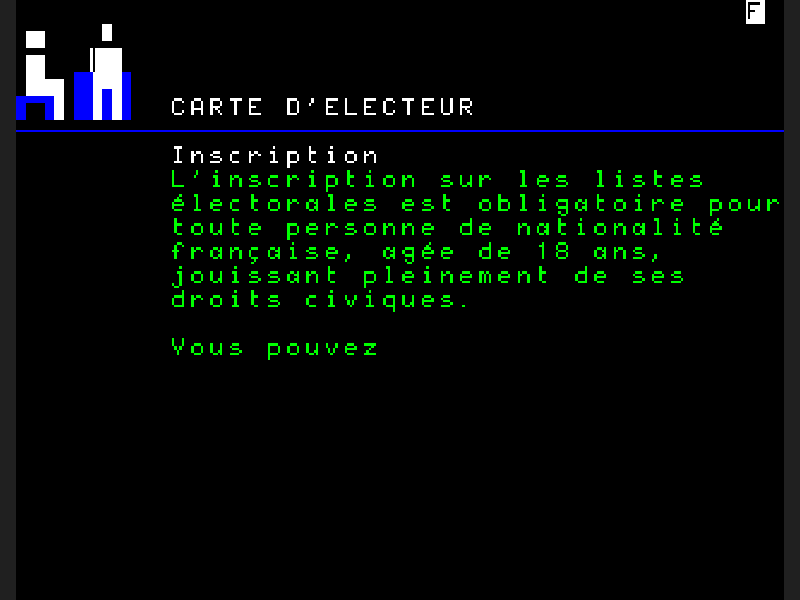 F
CARTE D'ELECTEUR
Inscription
L'inscription sur les listes
électorales est obligatoire pour
toute personne de nationalité
française, agée de 18 ans,
jouissant pleinement de ses
droits civiques.
Vous pouvez